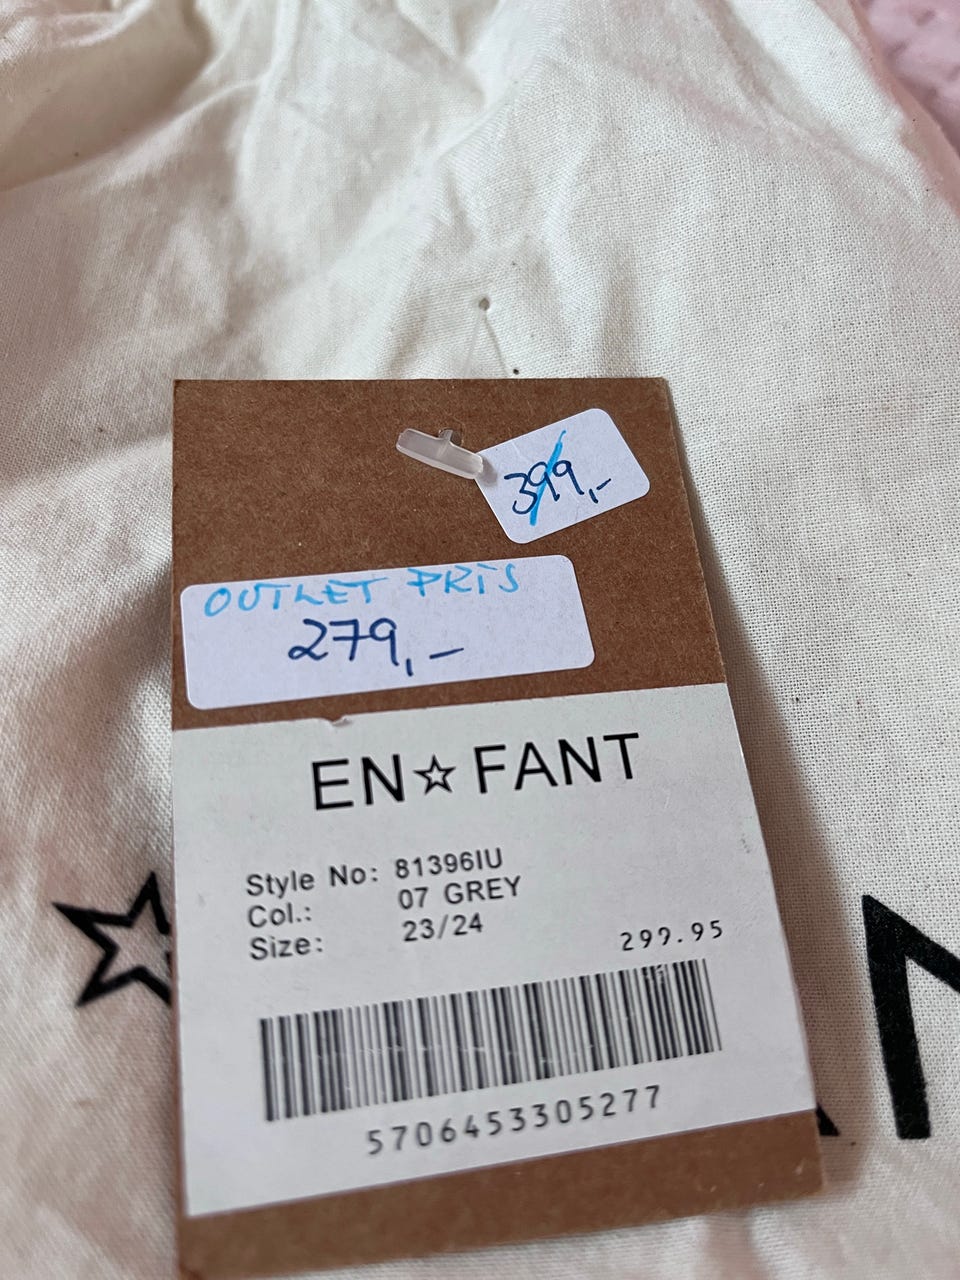 399,-
OUTLET PRIS
279,-
EN☆FANT
Style No: 81396IU
Col.: 07 GREY
Size: 23/24
299.95
5706453305277